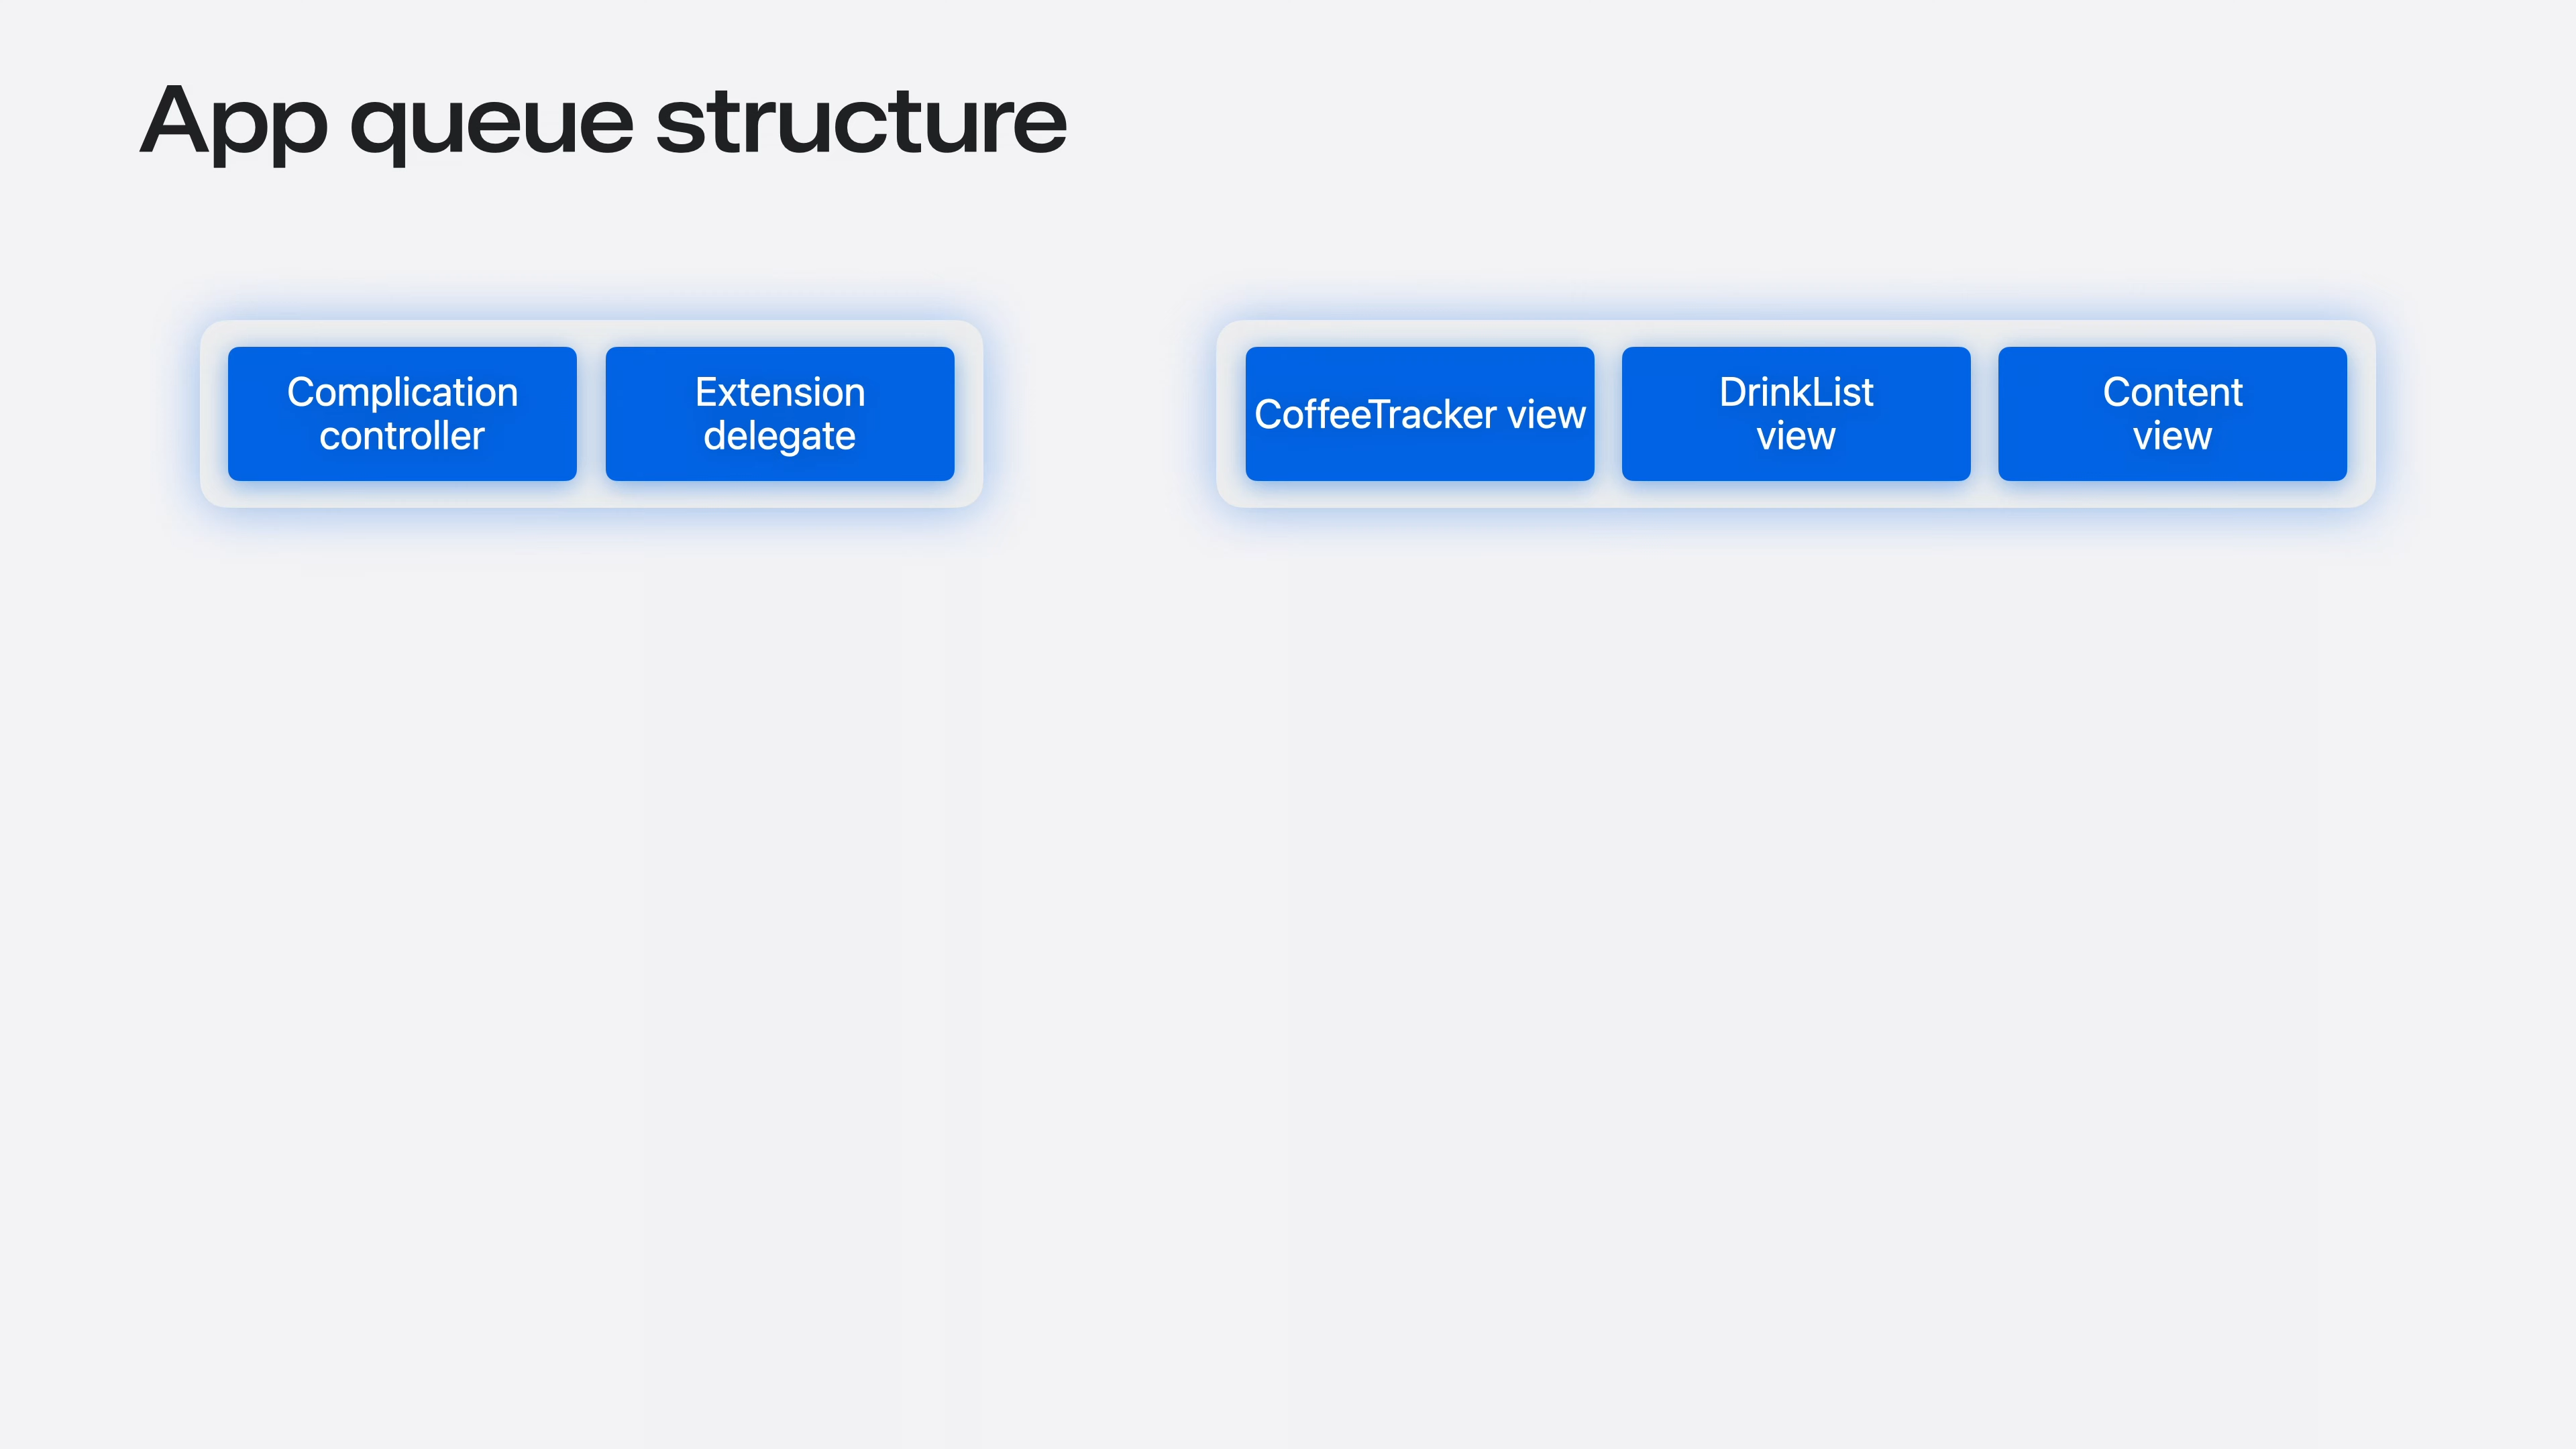 App queue structure
Complication
controller
Extension
delegate
CoffeeTracker view
DrinkList
view
Content
view